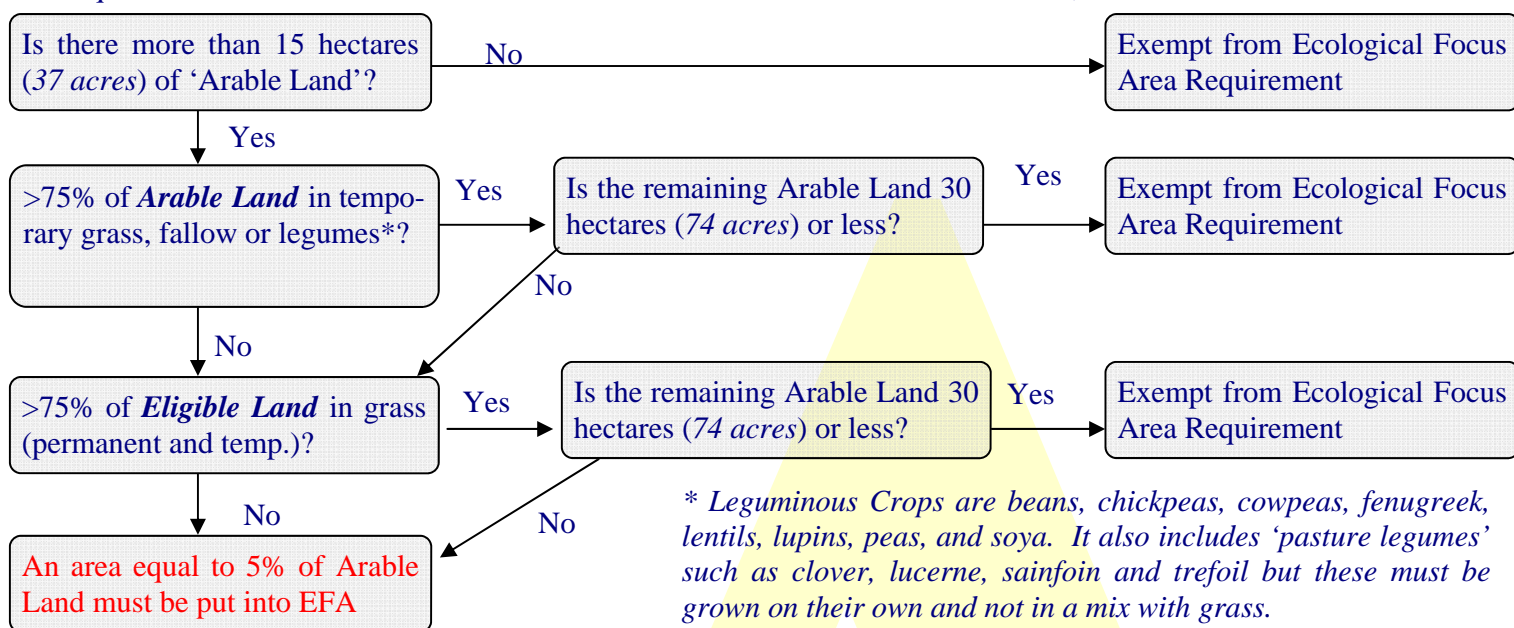 Is there more than 15 hectares
(37 acres) of ‘Arable Land’?
No
Exempt from Ecological Focus
Area Requirement
Yes
>75% of Arable Land in tempo-
rary grass, fallow or legumes*?
Yes
Is the remaining Arable Land 30
hectares (74 acres) or less?
Yes
Exempt from Ecological Focus
Area Requirement
No
No
>75% of Eligible Land in grass
(permanent and temp.)?
Yes
Is the remaining Arable Land 30
hectares (74 acres) or less?
Yes
Exempt from Ecological Focus
Area Requirement
No
No
An area equal to 5% of Arable
Land must be put into EFA
* Leguminous Crops are beans, chickpeas, cowpeas, fenugreek,
lentils, lupins, peas, and soya. It also includes ‘pasture legumes’
such as clover, lucerne, sainfoin and trefoil but these must be
grown on their own and not in a mix with grass.